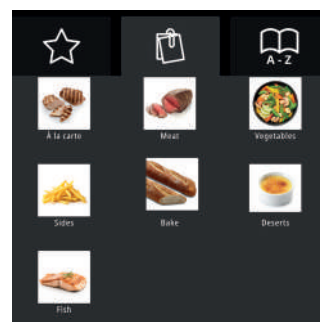 A-Z
À la carte
Meat
Vegetables
Sides
Bake
Deserts
Fish